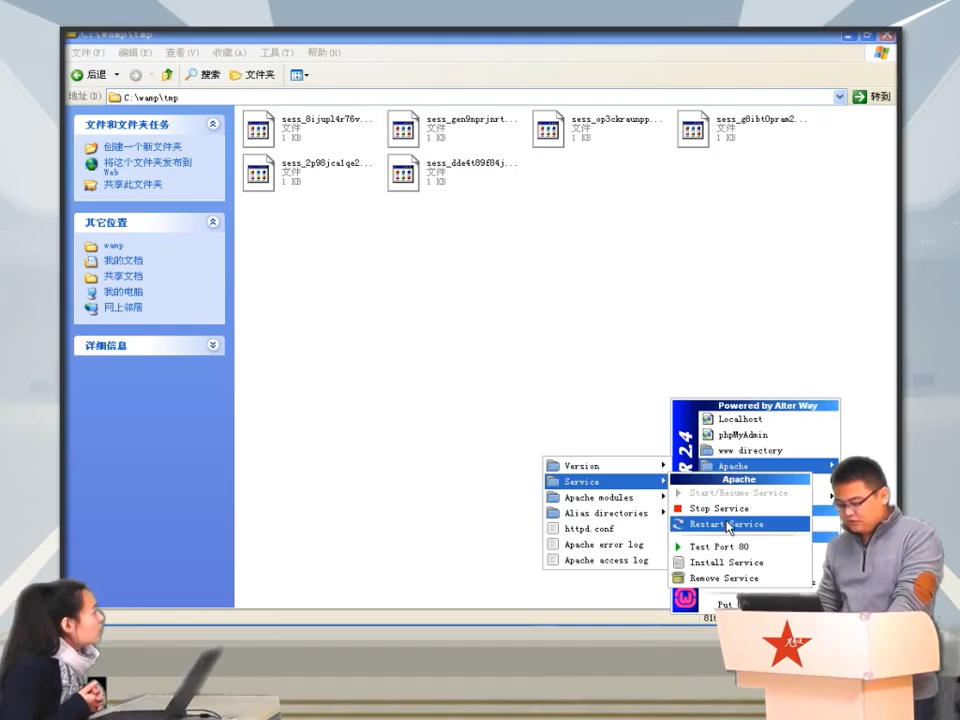 C:\wamp\tmp
文件(F) 编辑(E) 查看(V) 收藏(A) 工具(T) 帮助(H)
后退 搜索 文件夹
地址(D) C:\wamp\tmp 转到
文件和文件夹任务
创建一个新文件夹
将这个文件夹发布到
Web
共享此文件夹
其它位置
wamp
我的文档
共享文档
我的电脑
网上邻居
详细信息
sess_8ijupl4r76v...
文件
1 KB
sess_gen9nprjnrt...
文件
1 KB
sess_op3ckraunpp...
文件
1 KB
sess_g8ibt0pram2...
文件
1 KB
sess_2p98jcalqe2...
文件
1 KB
sess_dde4t89f84j...
文件
1 KB
Powered by Alter Way
Localhost
phpMyAdmin
www directory
Apache
R 2.4
Version
Service
Apache modules
Alias directories
httpd.conf
Apache error log
Apache access log
Apache
Start/Resume Service
Stop Service
Restart Service
Test Port 80
Install Service
Remove Service
Put